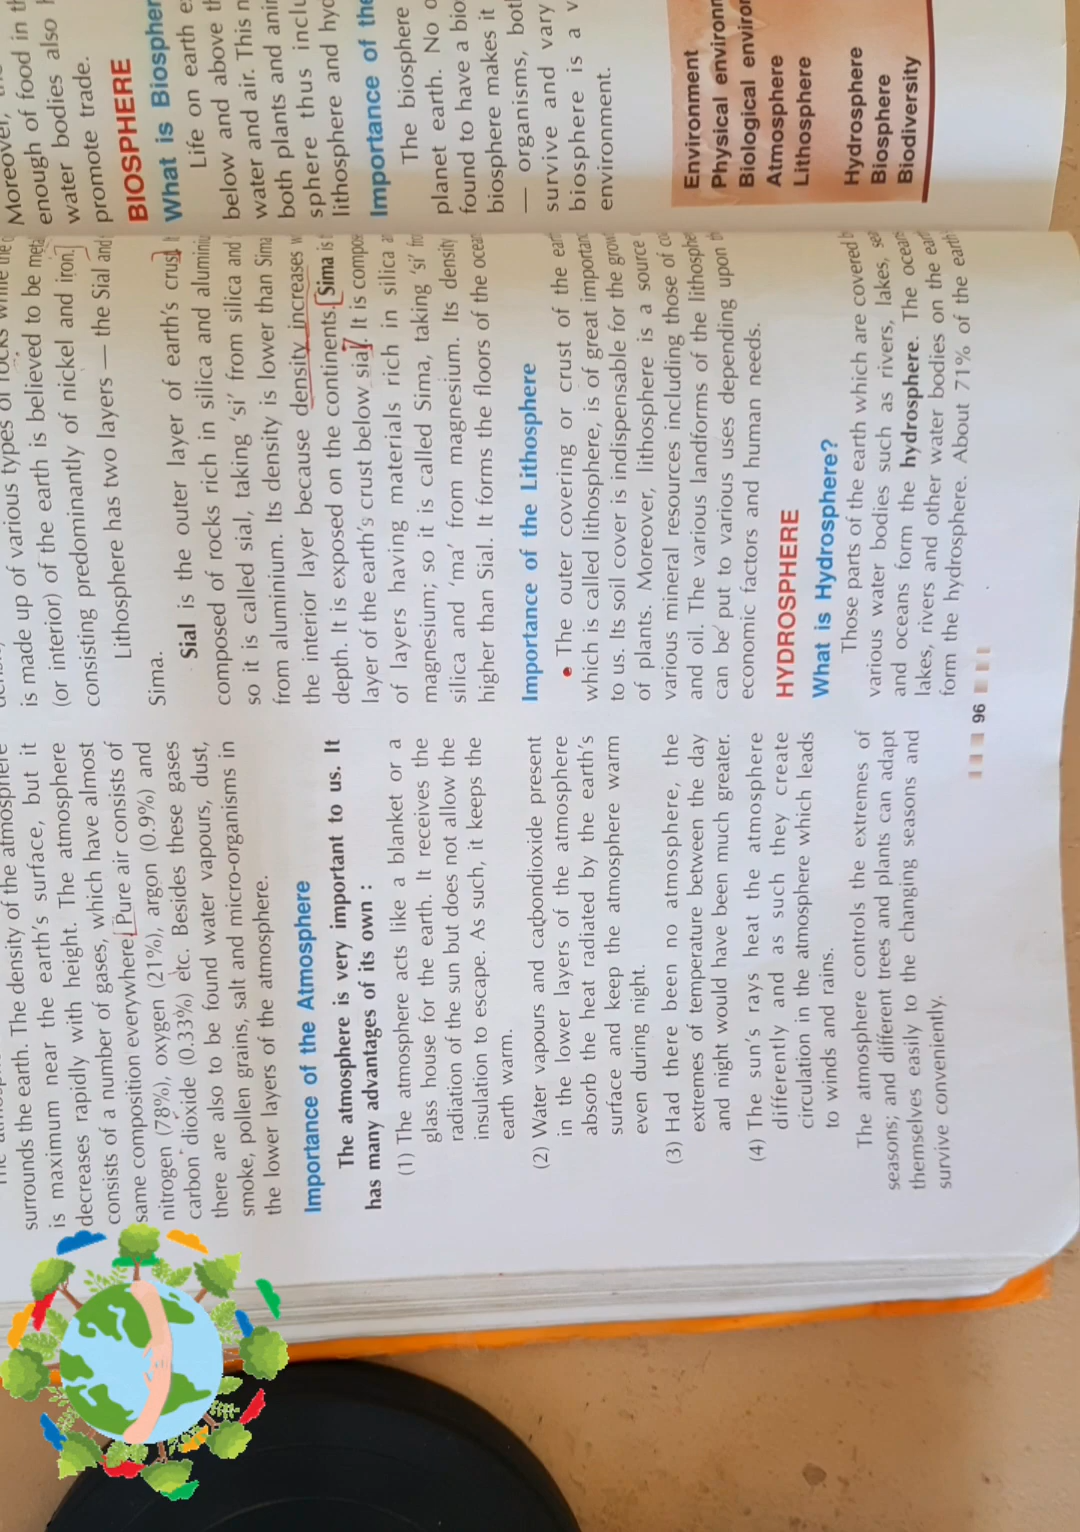 surrounds the earth. The density of the atmosphere
is maximum near the earth's surface, but it
decreases rapidly with height. The atmosphere
consists of a number of gases, which have almost
same composition everywhere. Pure air consists of
nitrogen (78%), oxygen (21%), argon (0.9%) and
carbon dioxide (0.33%) etc. Besides these gases
there are also to be found water vapours, dust,
smoke, pollen grains, salt and micro-organisms in
the lower layers of the atmosphere.
Importance of the Atmosphere
The atmosphere is very important to us. It
has many advantages of its own :
(1) The atmosphere acts like a blanket or a
glass house for the earth. It receives the
radiation of the sun but does not allow the
insulation to escape. As such, it keeps the
earth warm.
(2) Water vapours and carbondioxide present
in the lower layers of the atmosphere
absorb the heat radiated by the earth's
surface and keep the atmosphere warm
even during night.
(3) Had there been no atmosphere, the
extremes of temperature between the day
and night would have been much greater.
(4) The sun's rays heat the atmosphere
differently and as such they create
circulation in the atmosphere which leads
to winds and rains.
The atmosphere controls the extremes of
seasons; and different trees and plants can adapt
themselves easily to the changing seasons and
survive conveniently.
is made up of various types of rocks while the
(or interior) of the earth is believed to be
consisting predominantly of nickel and iron.
Lithosphere has two layers — the Sial and
Sima.
Sial is the outer layer of earth's crust.
composed of rocks rich in silica and
so it is called sial, taking 'si' from silica and
from aluminium. Its density is lower than Sima
the interior layer because density increases
depth. It is exposed on the continents. Sima is
layer of the earth's crust below sial. It is
of layers having materials rich in silica
magnesium; so it is called Sima, taking 'si'
silica and 'ma' from magnesium. Its density
higher than Sial. It forms the floors of the
Importance of the Lithosphere
• The outer covering or crust of the
which is called lithosphere, is of great
to us. Its soil cover is indispensable for the
of plants. Moreover, lithosphere is a source
various mineral resources including those of
and oil. The various landforms of the
can be put to various uses depending upon
economic factors and human needs.
HYDROSPHERE
What is Hydrosphere?
Those parts of the earth which are covered
various water bodies such as rivers, lakes,
and oceans form the hydrosphere. The
lakes, rivers and other water bodies on the
form the hydrosphere. About 71% of the
96
Moreover,
enough of food in
water bodies also
promote trade.
BIOSPHERE
What is
Life on earth
below and above
water and air. This
both plants and
sphere thus
lithosphere and
Importance of
The biosphere
planet earth. No
found to have a
biosphere makes it
— organisms,
survive and vary
biosphere is a
environment.
Environment
Physical
Biological
Atmosphere
Lithosphere
Hydrosphere
Biosphere
Biodiversity